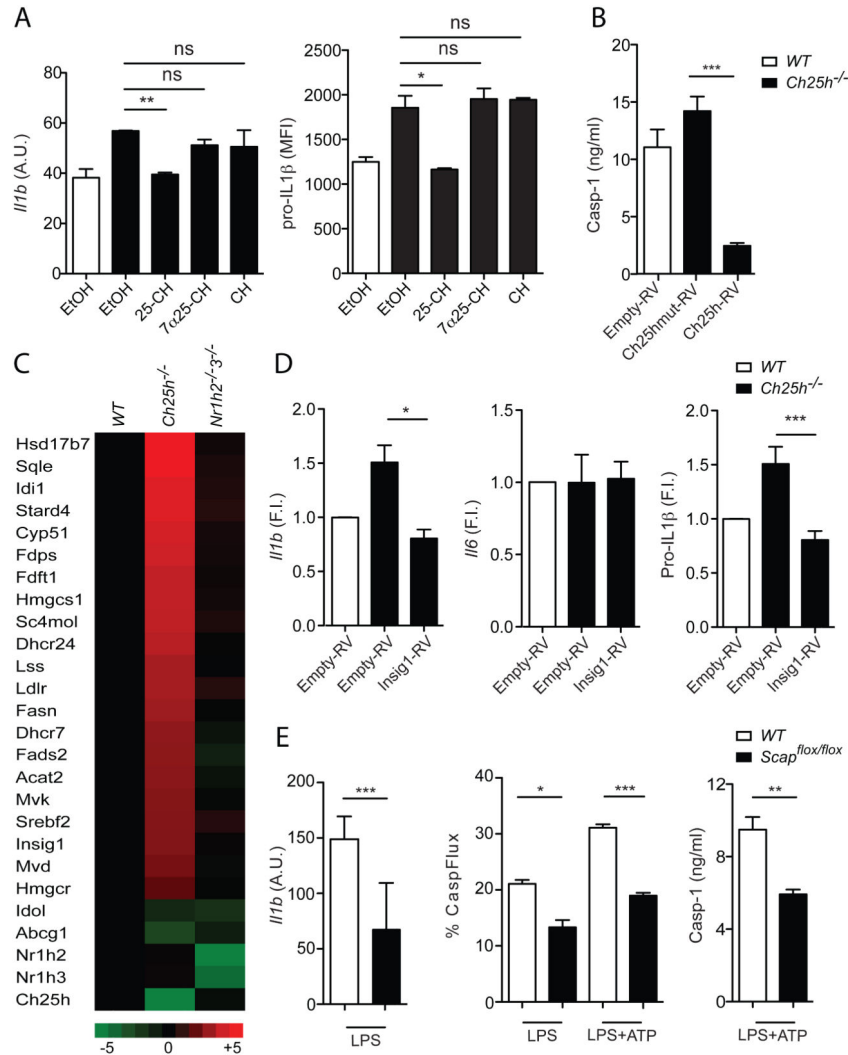 A
ns
ns
**
Il1b (A.U.)
80
60
40
20
0
EtOH
EtOH
25-CH
7α25-CH
CH
ns
ns
*
pro-IL1β (MFI)
2500
2000
1500
1000
500
0
EtOH
EtOH
25-CH
7α25-CH
CH
B
WT
Ch25h-/-
***
Casp-1 (ng/ml)
20
15
10
5
0
Empty-RV
Ch25hmut-RV
Ch25h-RV
C
WT
Ch25h-/-
Nr1h2-/-3-/-
Hsd17b7
Sqle
Idi1
Stard4
Cyp51
Fdps
Fdft1
Hmgcs1
Sc4mol
Dhcr24
Lss
Ldlr
Fasn
Dhcr7
Fads2
Acat2
Mvk
Srebf2
Insig1
Mvd
Hmgcr
Idol
Abcg1
Nr1h2
Nr1h3
Ch25h
-5 0 +5
D
WT
Ch25h-/-
*
Il1b (F.I.)
2.0
1.5
1.0
0.5
0.0
Empty-RV
Empty-RV
Insig1-RV
Il6 (F.I.)
1.5
1.0
0.5
0.0
Empty-RV
Empty-RV
Insig1-RV
***
Pro-IL1β (F.I.)
2.0
1.5
1.0
0.5
0.0
Empty-RV
Empty-RV
Insig1-RV
E
WT
Scap flox/flox
***
Il1b (A.U.)
200
150
100
50
0
LPS
* ***
% CaspFlux
40
30
20
10
0
LPS LPS+ATP
**
Casp-1 (ng/ml)
12
9
6
3
0
LPS+ATP